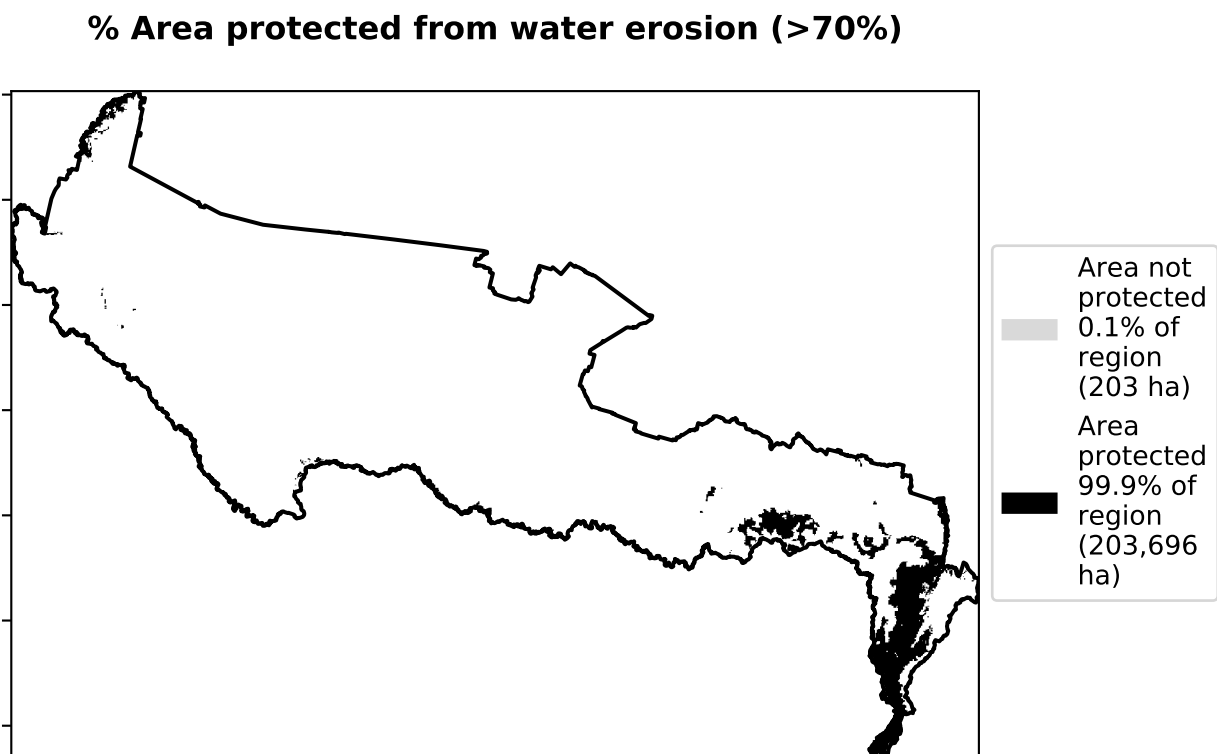 % Area protected from water erosion (>70%)
Area not
protected
0.1% of
region
(203 ha)
Area
protected
99.9% of
region
(203,696
ha)